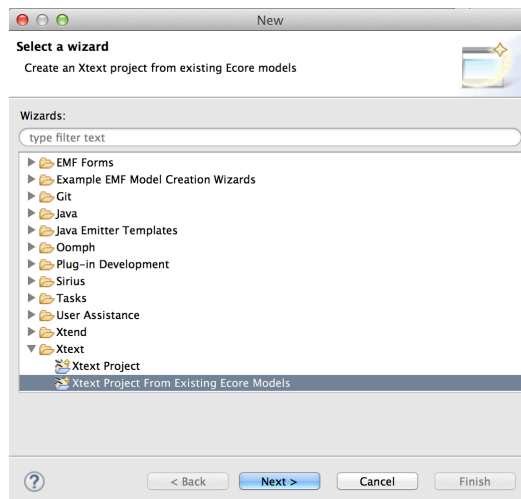 New
Select a wizard
Create an Xtext project from existing Ecore models
Wizards:
type filter text
EMF Forms
Example EMF Model Creation Wizards
Git
Java
Java Emitter Templates
Oomph
Plug-in Development
Sirius
Tasks
User Assistance
Xtend
Xtext
Xtext Project
Xtext Project From Existing Ecore Models
? < Back Next > Cancel Finish